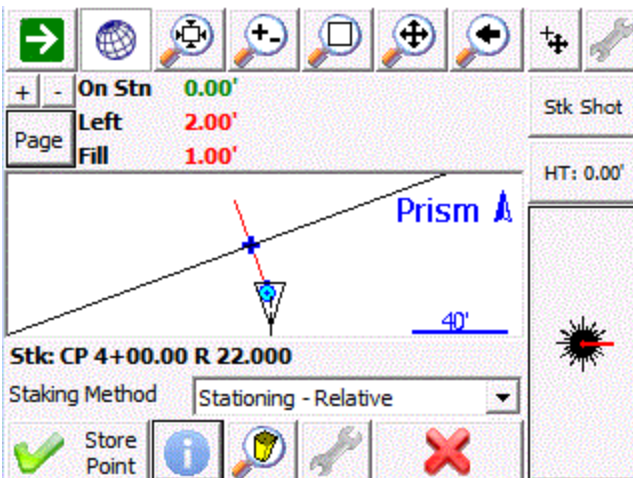 + - On Stn 0.00'
Page Left 2.00'
Fill 1.00'
Stk Shot
HT: 0.00'
Prism
40'
Stk: CP 4+00.00 R 22.000
Staking Method Stationing - Relative
Store
Point